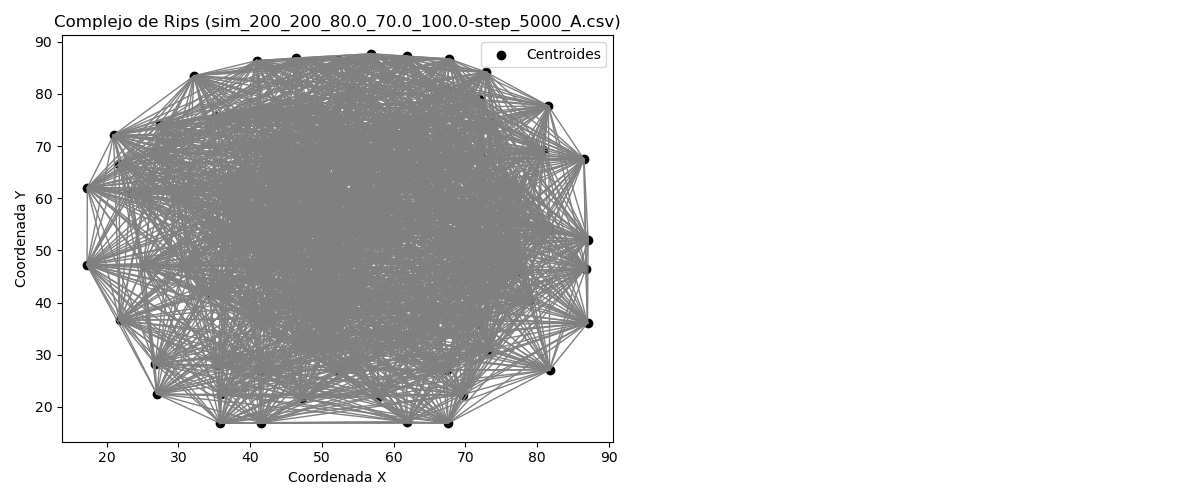 Complejo de Rips (sim_200_200_80.0_70.0_100.0-step_5000_A.csv)
Centroides
90
80
70
60
50
40
30
20
Coordenada Y
20 30 40 50 60 70 80 90
Coordenada X